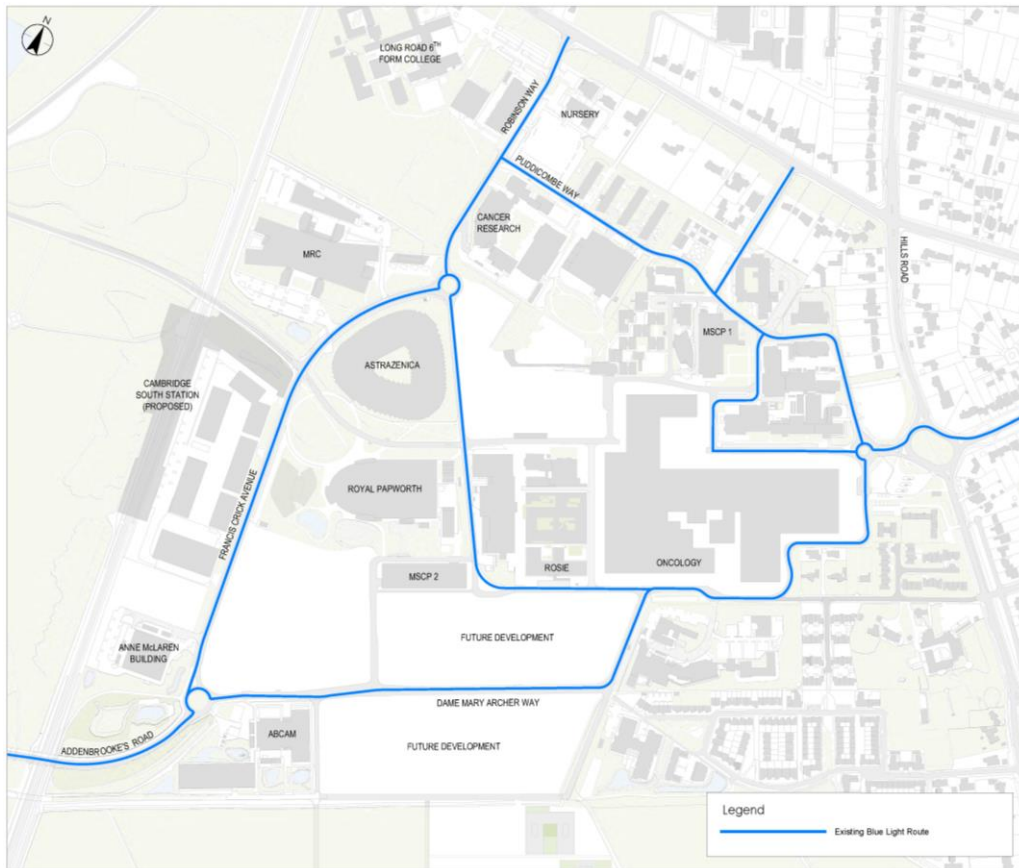 N
LONG ROAD 6TH
FORM COLLEGE
ROBINSON WAY
NURSERY
PUDDICOMBE WAY
CANCER
RESEARCH
MRC
HILLS ROAD
MSCP 1
ASTRAZENICA
CAMBRIDGE
SOUTH STATION
(PROPOSED)
FRANCIS CRICK AVENUE
ROYAL PAPWORTH
MSCP 2
ROSIE
ONCOLOGY
FUTURE DEVELOPMENT
ANNE McLAREN
BUILDING
DAME MARY ARCHER WAY
ADDENBROOKE'S ROAD
ABCAM
FUTURE DEVELOPMENT
Legend
Existing Blue Light Route